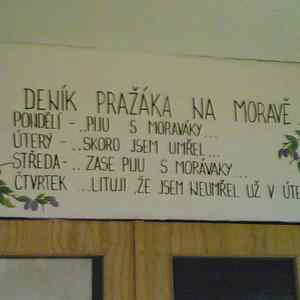 DENÍK PRAŽÁKA NA MORAVĚ
PONDĚLÍ - ..PIJU S MORAVÁKY...
ÚTERÝ - ..SKORO JSEM UMŘEL...
STŘEDA- .. ZASE PIJU S MORÁVAKY...
ČTVRTEK ...LITUJI ,ŽE JSEM NEUMŘEL UŽ V ÚTE